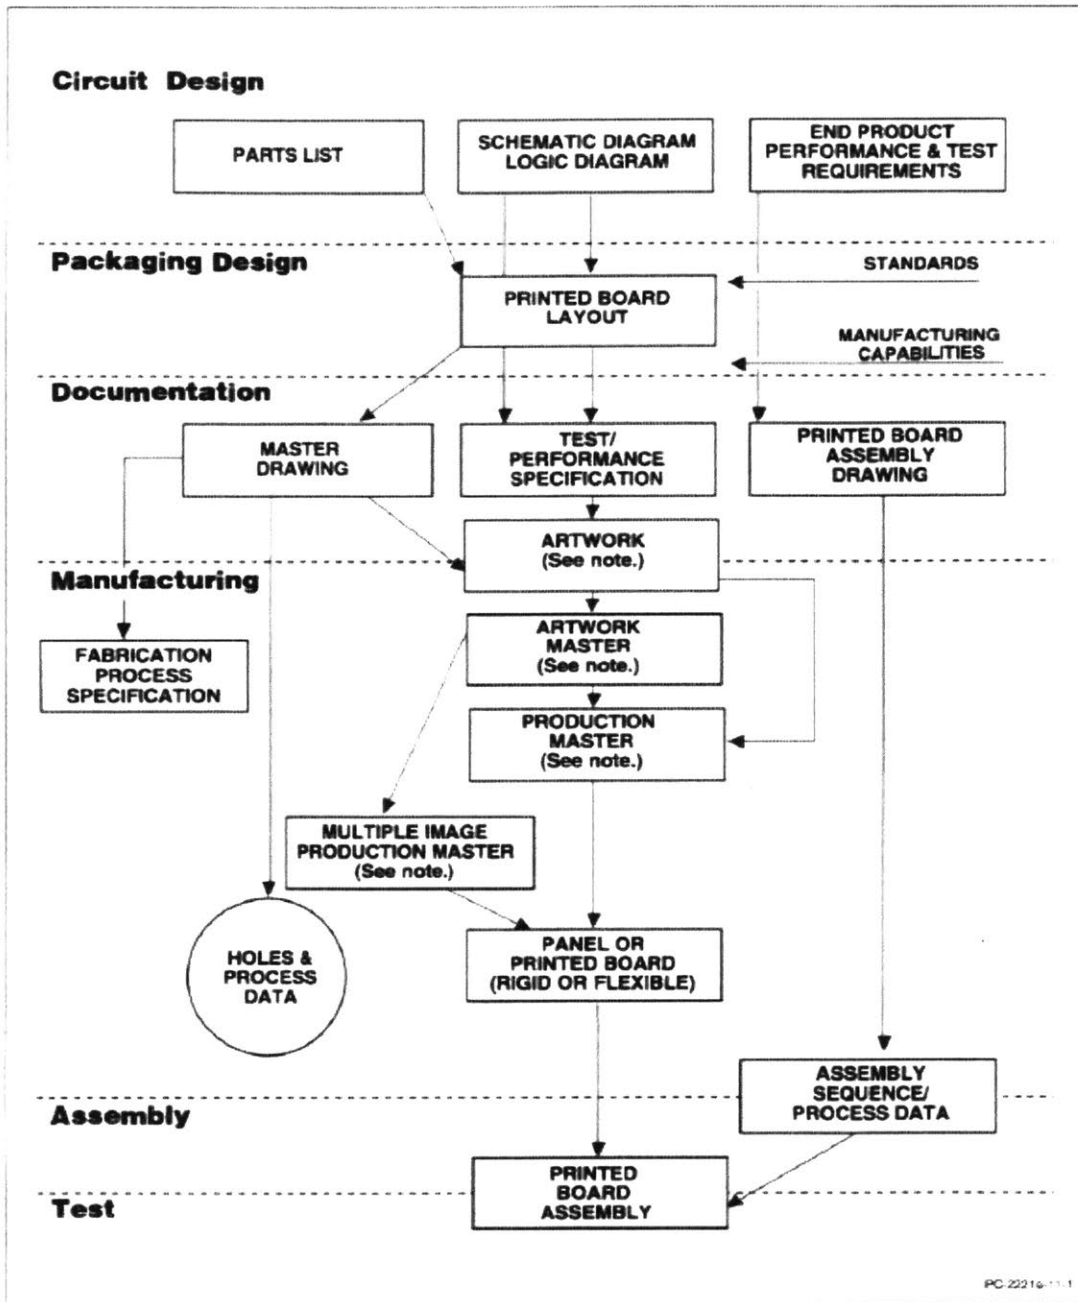 Circuit Design
PARTS LIST
SCHEMATIC DIAGRAM
LOGIC DIAGRAM
END PRODUCT
PERFORMANCE & TEST
REQUIREMENTS
Packaging Design
STANDARDS
PRINTED BOARD
LAYOUT
MANUFACTURING
CAPABILITIES
Documentation
MASTER
DRAWING
TEST/
PERFORMANCE
SPECIFICATION
PRINTED BOARD
ASSEMBLY
DRAWING
ARTWORK
(See note.)
Manufacturing
FABRICATION
PROCESS
SPECIFICATION
ARTWORK
MASTER
(See note.)
PRODUCTION
MASTER
(See note.)
MULTIPLE IMAGE
PRODUCTION MASTER
(See note.)
HOLES &
PROCESS
DATA
PANEL OR
PRINTED BOARD
(RIGID OR FLEXIBLE)
ASSEMBLY
SEQUENCE/
PROCESS DATA
Assembly
PRINTED
BOARD
ASSEMBLY
Test